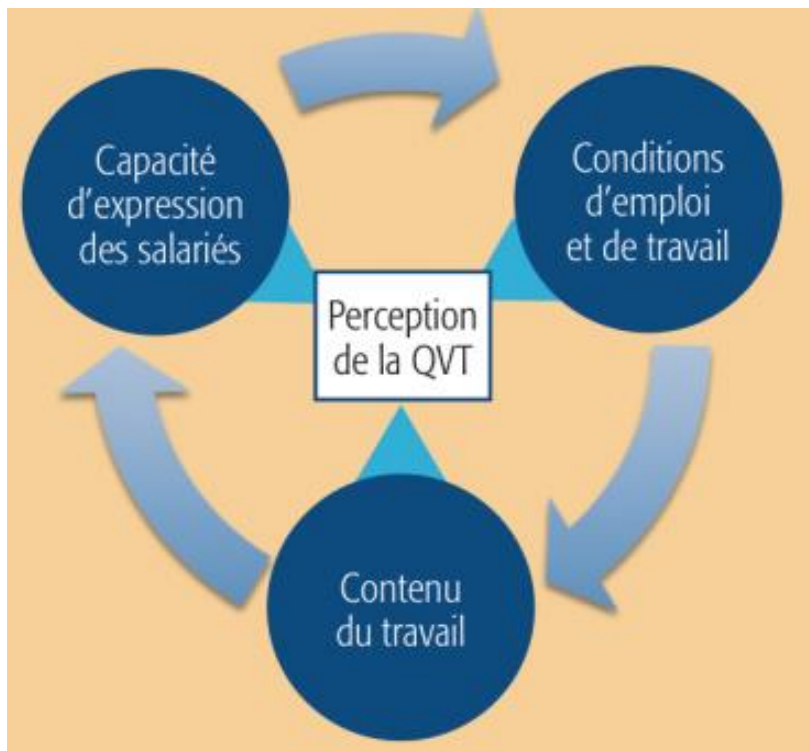 Capacité
d'expression
des salariés
Conditions
d'emploi
et de travail
Perception
de la QVT
Contenu
du travail